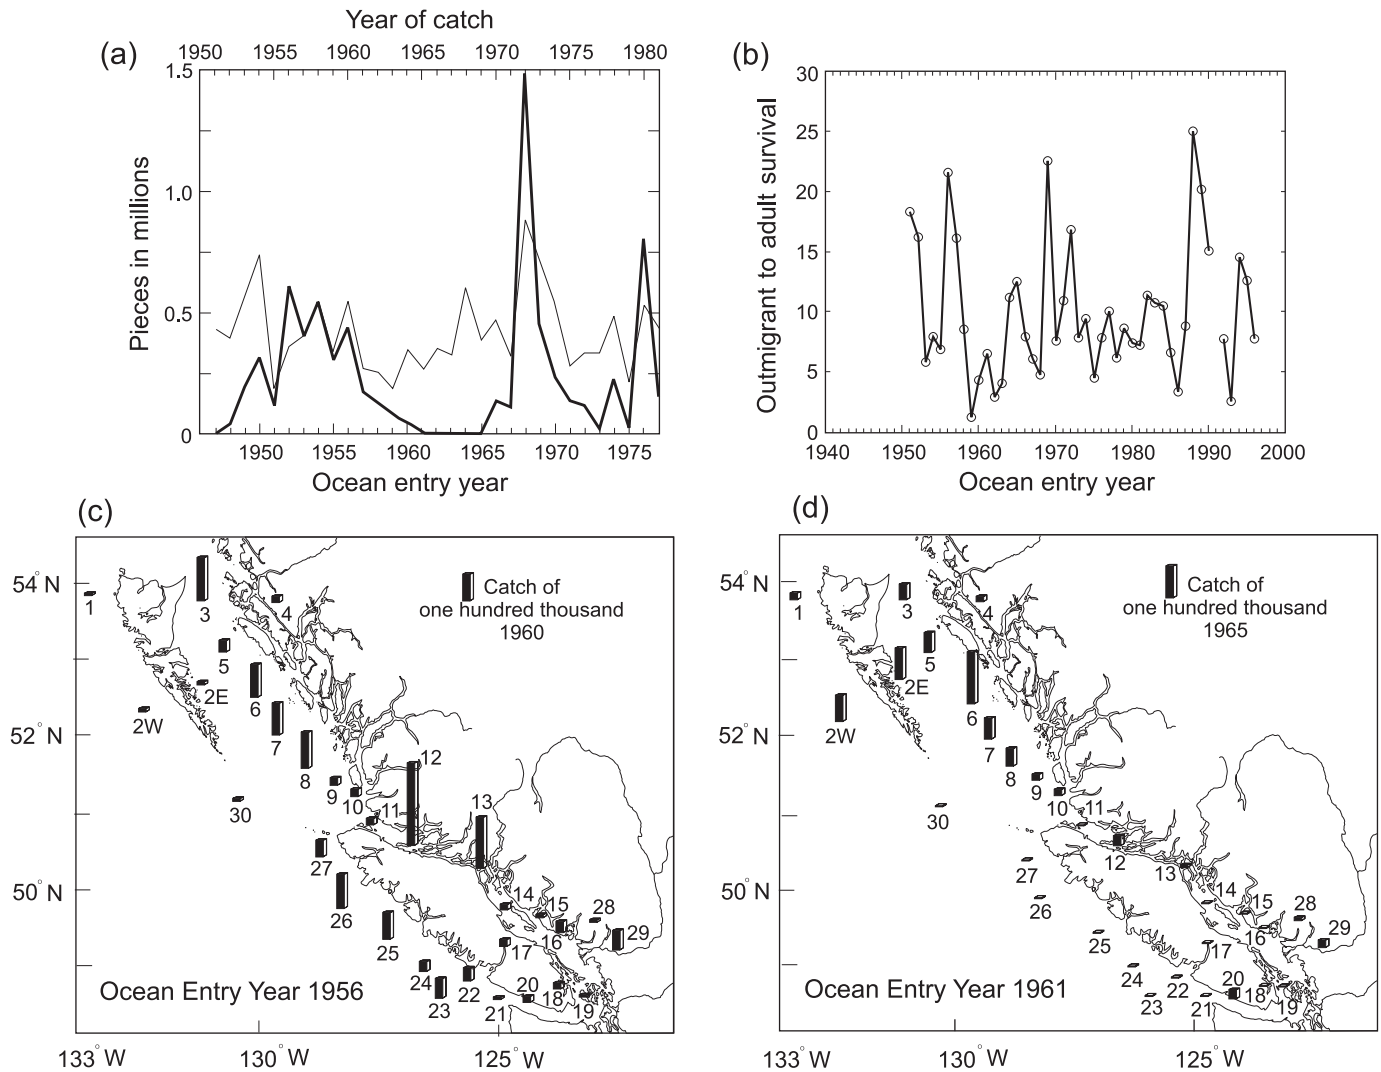 Year of catch
(a)
1950 1955 1960 1965 1970 1975 1980
1.5
1.0
0.5
0
Pieces in millions
1950 1955 1960 1965 1970 1975
Ocean entry year
(b)
30
25
20
15
10
5
0
Outmigrant to adult survival
1940 1950 1960 1970 1980 1990 2000
Ocean entry year
(c)
54° N
52° N
50° N
Catch of
one hundred thousand
1960
1
3
4
5
2E
6
2W
7
8
12
9
13
10
11
30
27
14
15
28
26
29
16
25
17
24
22
20
18
23
21
19
Ocean Entry Year 1956
133° W 130° W 125° W
(d)
54° N
52° N
50° N
Catch of
one hundred thousand
1965
1
3
4
5
2E
6
2W
7
8
9
10
11
30
12
13
27
14
15
28
26
29
16
25
17
24
22
20
18
23
21
19
Ocean Entry Year 1961
133° W 130° W 125° W